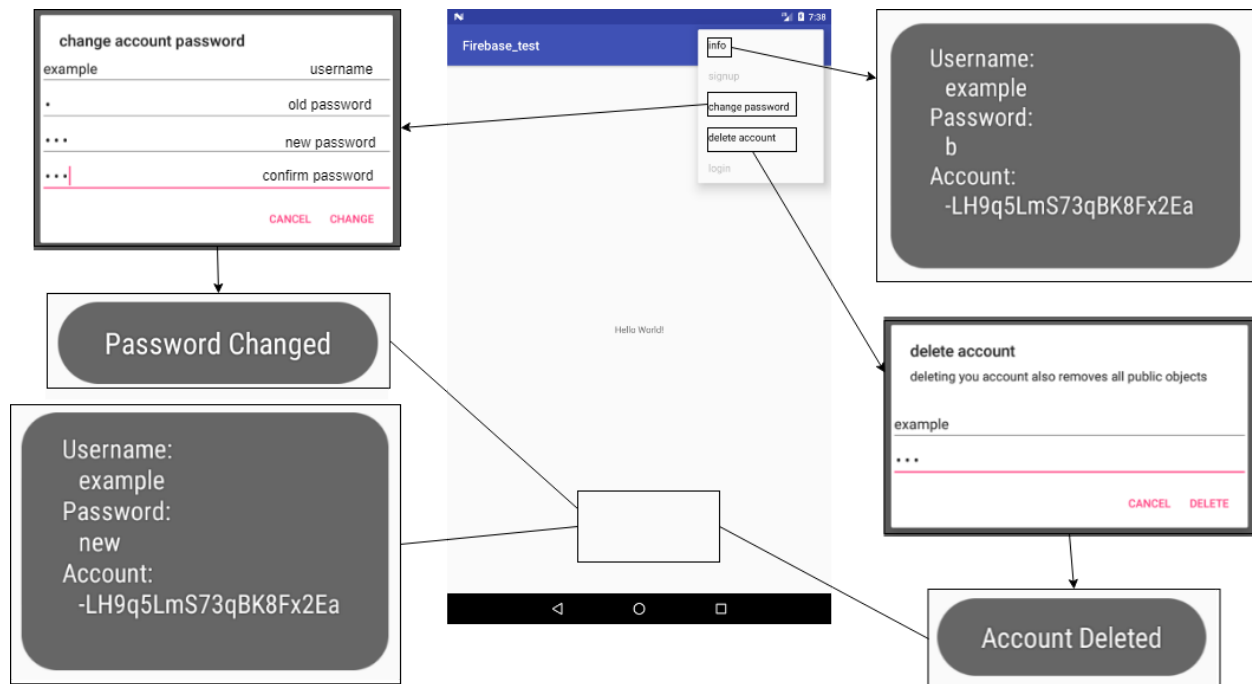 change account password
example username
• old password
••• new password
••• confirm password
CANCEL CHANGE
Password Changed
Username:
example
Password:
new
Account:
-LH9q5LmS73qBK8Fx2Ea
7:38
Firebase_test
info
signup
change password
delete account
login
Hello World!
Username:
example
Password:
b
Account:
-LH9q5LmS73qBK8Fx2Ea
delete account
deleting you account also removes all public objects
example
•••
CANCEL DELETE
Account Deleted